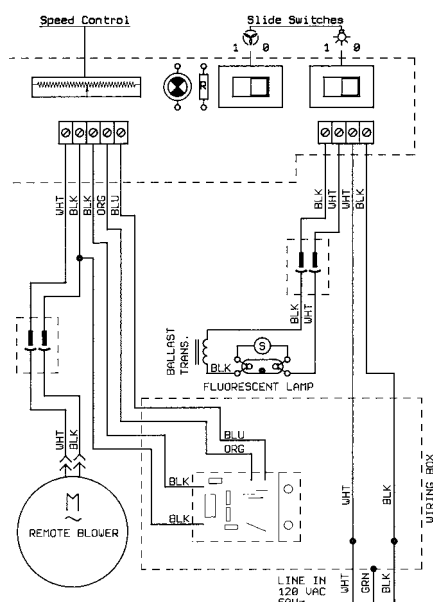 Speed Control
Slide Switches
1 0
1 0
R
WHT
BLK
BLK
ORG
BLU
BLK
WHT
WHT
BLK
BLK
WHT
BALLAST
TRANS.
S
BLK
FLUORESCENT LAMP
WHT
BLK
BLU
ORG
BLK
BLK
WHT
BLK
WIRING BOX
M
~
REMOTE BLOWER
LINE IN
120 VAC
WHT
GRN
BLK